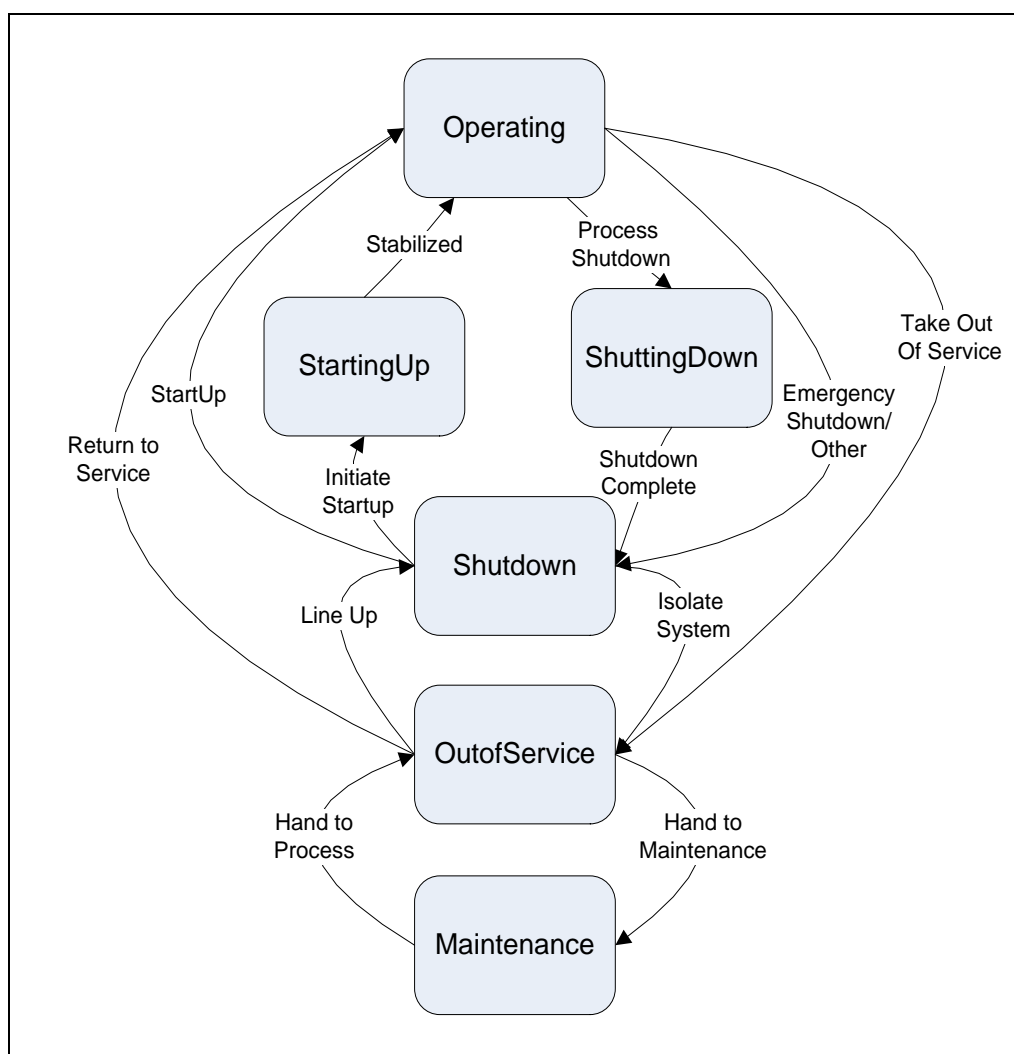 Operating
Stabilized
Process
Shutdown
StartingUp
ShuttingDown
Take Out
Of Service
StartUp
Emergency
Shutdown/
Other
Return to
Service
Initiate
Startup
Shutdown
Complete
Shutdown
Line Up
Isolate
System
OutofService
Hand to
Process
Hand to
Maintenance
Maintenance